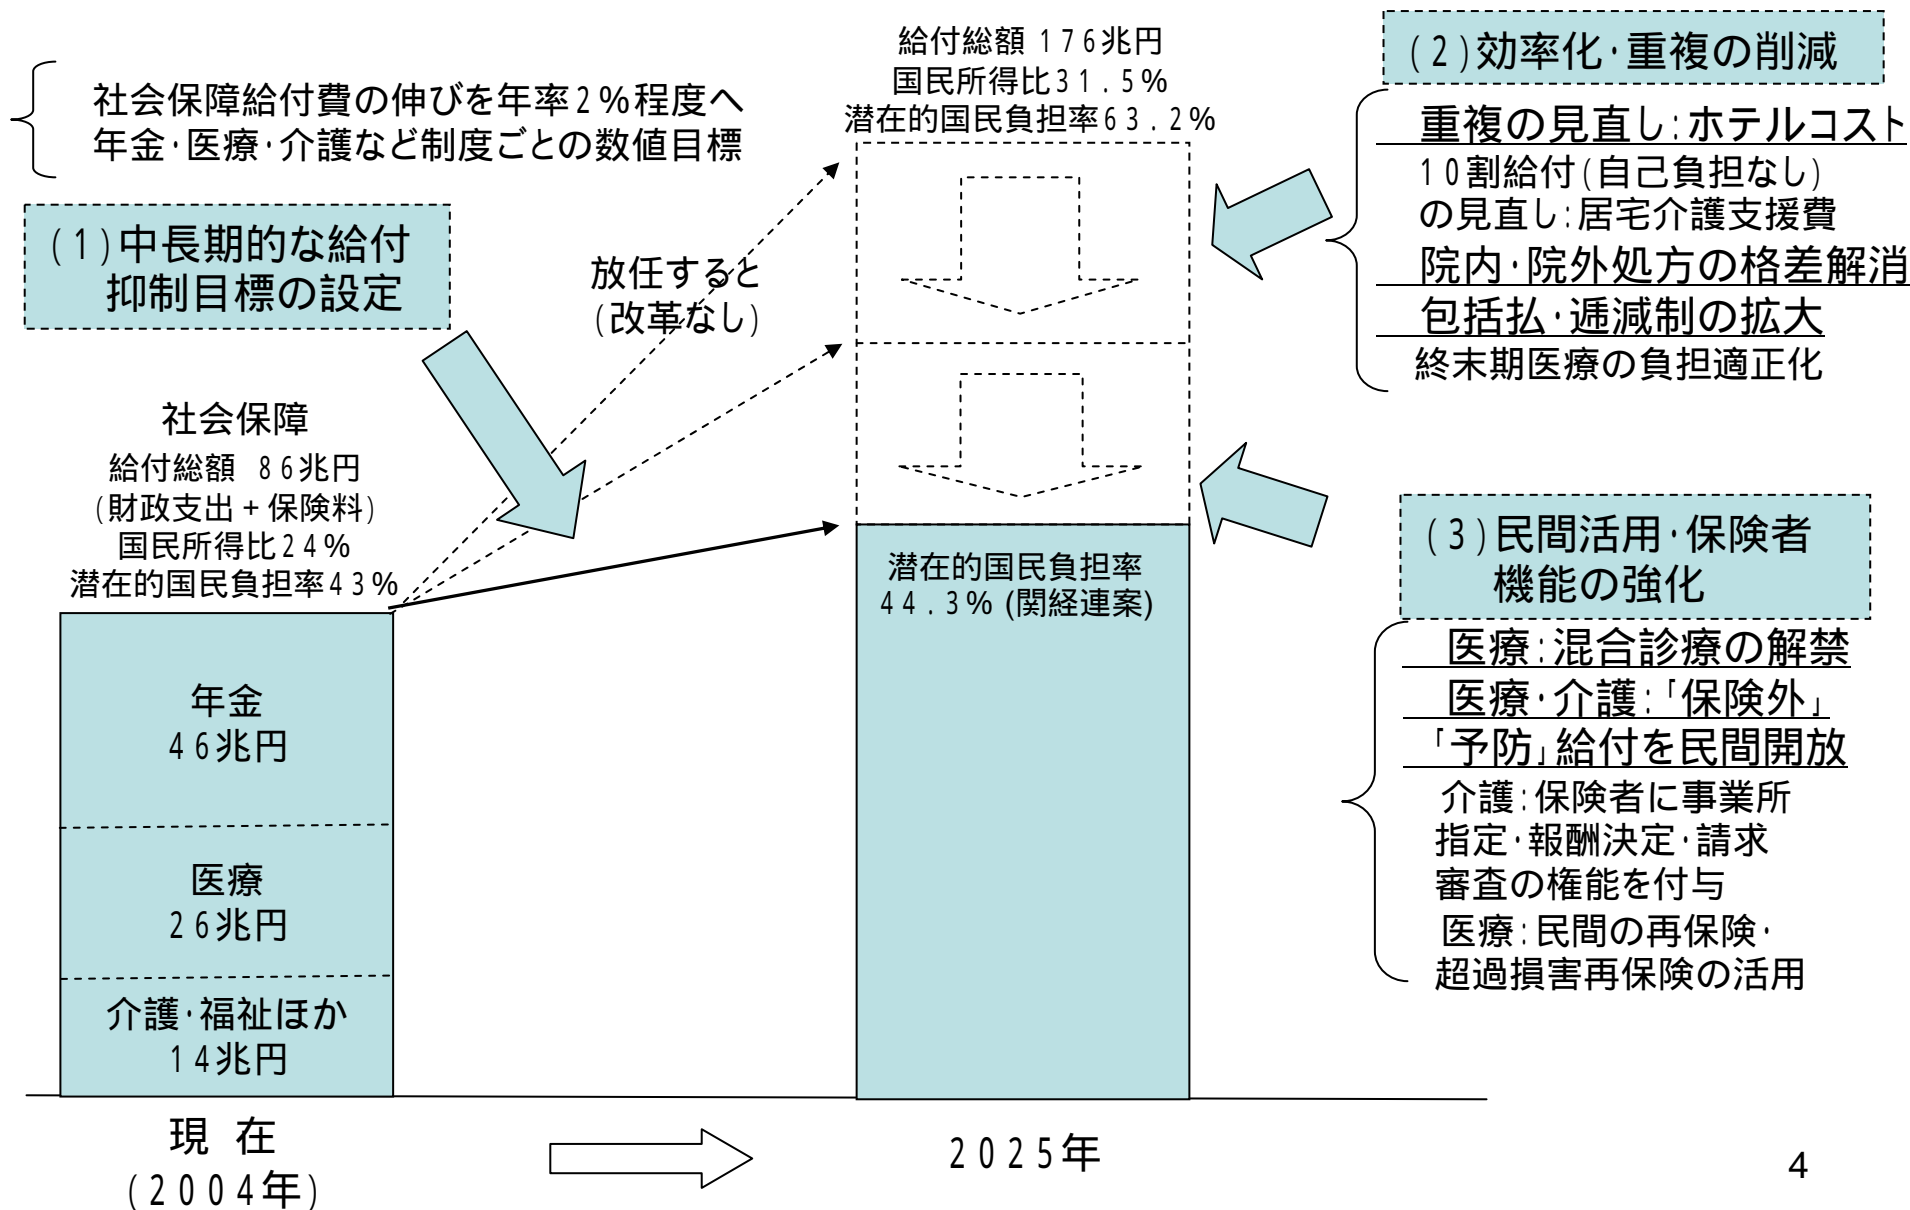 社会保障給付費の伸びを年率2%程度へ
年金・医療・介護など制度ごとの数値目標
(1)中長期的な給付
抑制目標の設定
社会保障
給付総額 86兆円
(財政支出+保険料)
国民所得比24%
潜在的国民負担率43%
年金
46兆円
医療
26兆円
介護・福祉ほか
14兆円
現 在
(2004年)
放任すると
(改革なし)
給付総額 176兆円
国民所得比31.5%
潜在的国民負担率63.2%
潜在的国民負担率
44.3% (関経連案)
2025年
(2)効率化・重複の削減
重複の見直し:ホテルコスト
10割給付(自己負担なし)
の見直し:居宅介護支援費
院内・院外処方の格差解消
包括払・逓減制の拡大
終末期医療の負担適正化
(3)民間活用・保険者
機能の強化
医療:混合診療の解禁
医療・介護:「保険外」
「予防」給付を民間開放
介護:保険者に事業所
指定・報酬決定・請求
審査の権能を付与
医療:民間の再保険・
超過損害再保険の活用
4